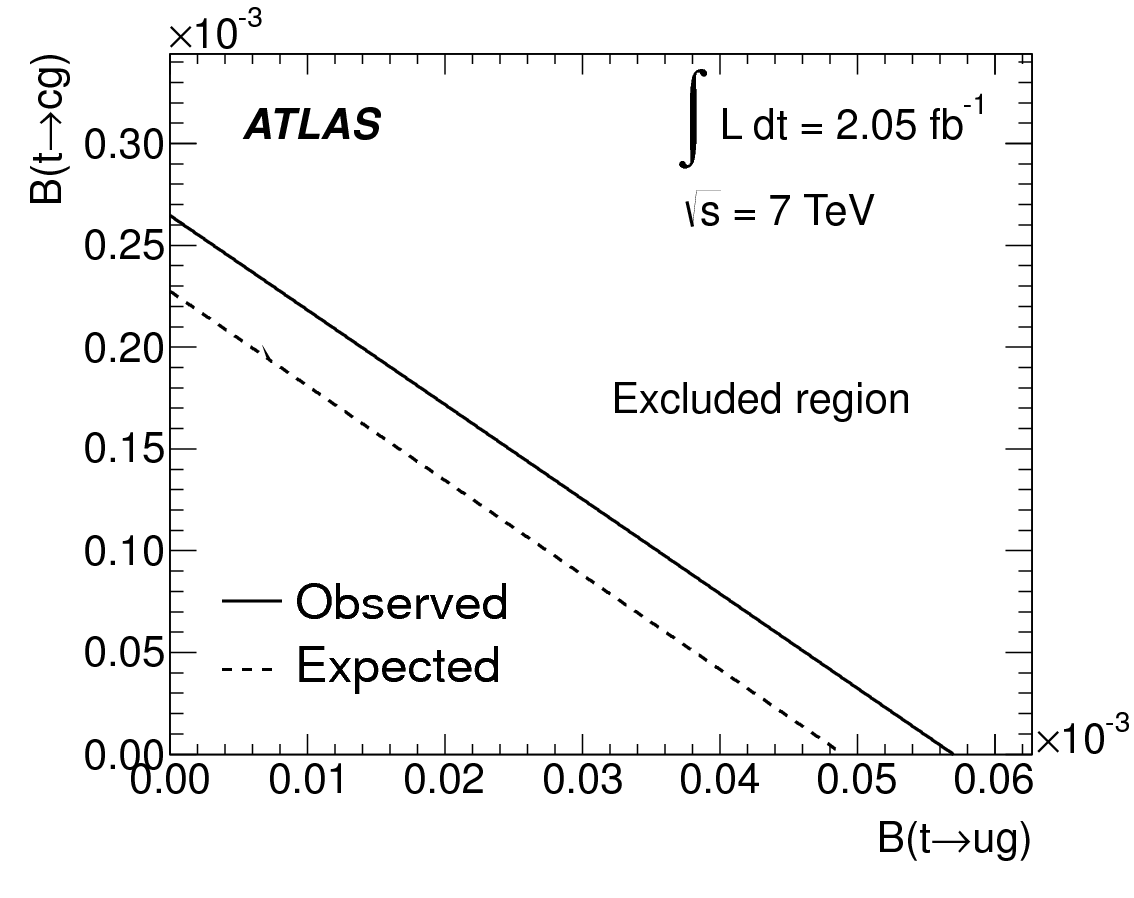 ×10⁻³
B(t→cg)
ATLAS
∫ L dt = 2.05 fb⁻¹
√s = 7 TeV
0.30
0.25
0.20
0.15
0.10
0.05
0.00
Excluded region
Observed
Expected
0.00 0.01 0.02 0.03 0.04 0.05 0.06
×10⁻³
B(t→ug)